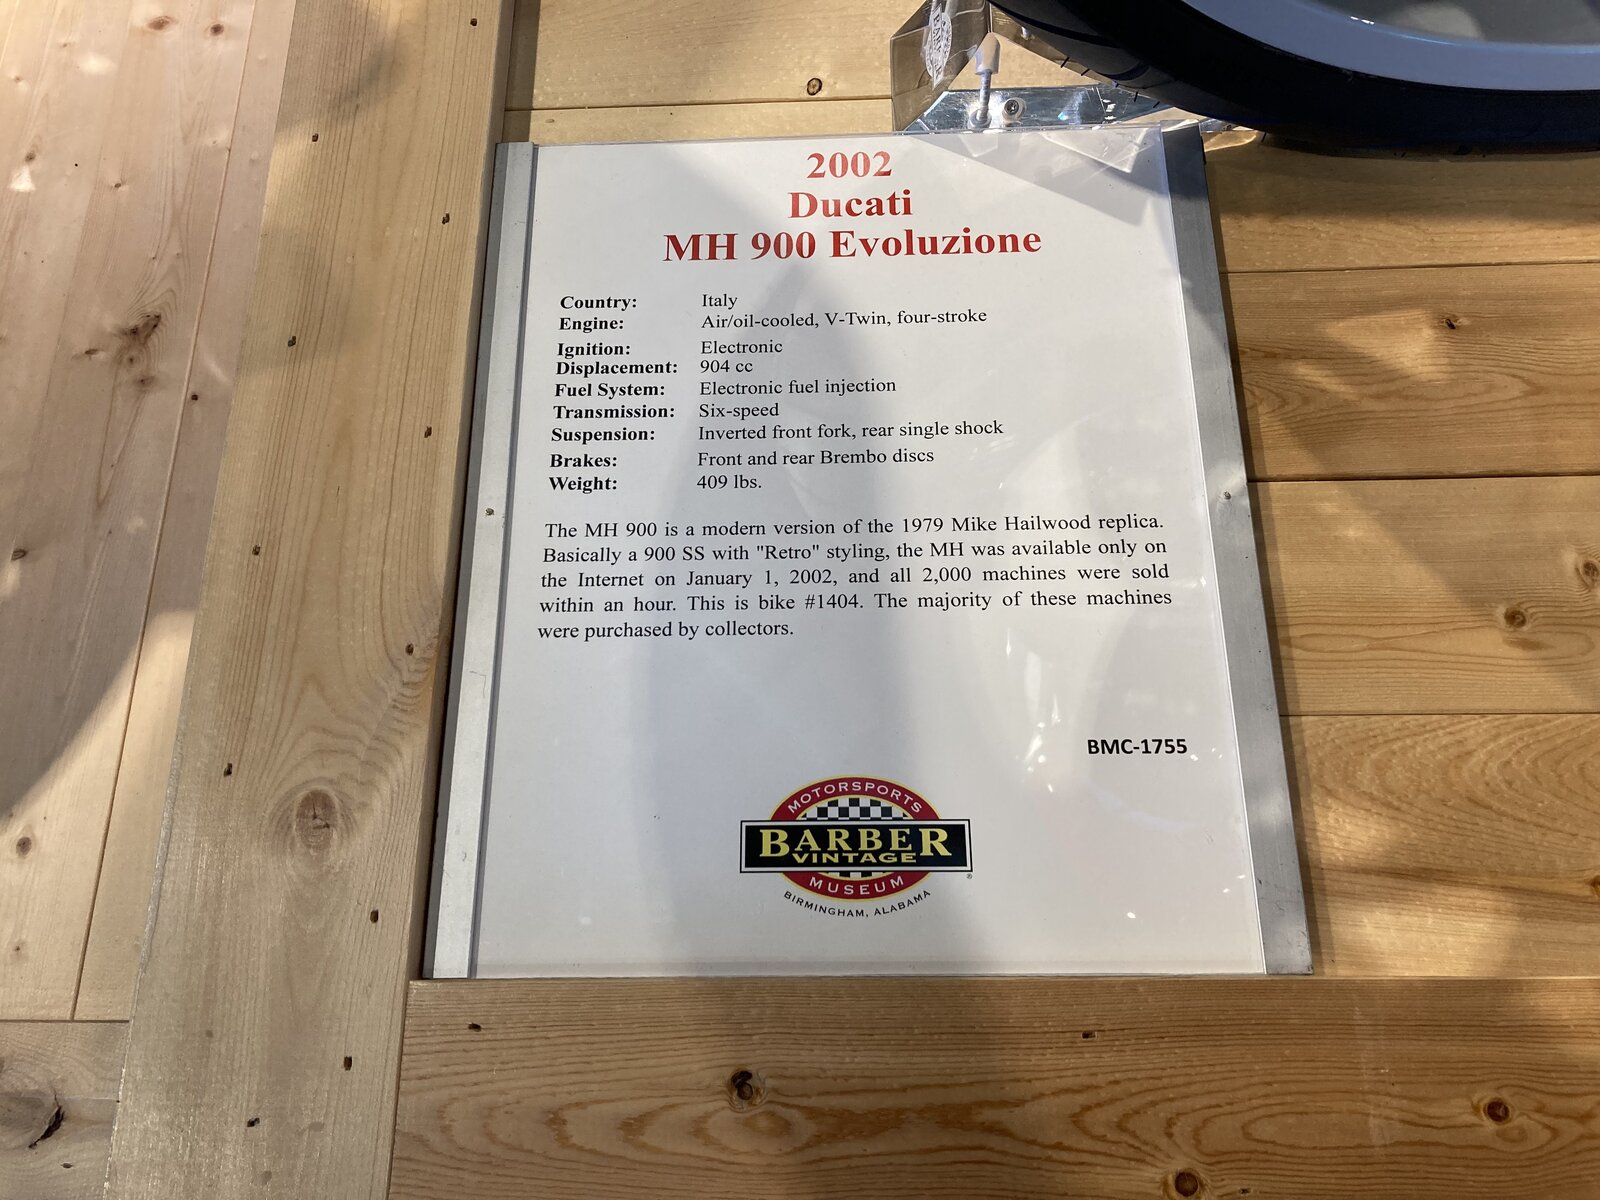 2002
Ducati
MH 900 Evoluzione
Country: Italy
Engine: Air/oil-cooled, V-Twin, four-stroke
Ignition: Electronic
Displacement: 904 cc
Fuel System: Electronic fuel injection
Transmission: Six-speed
Suspension: Inverted front fork, rear single shock
Brakes: Front and rear Brembo discs
Weight: 409 lbs.
The MH 900 is a modern version of the 1979 Mike Hailwood replica.
Basically a 900 SS with "Retro" styling, the MH was available only on
the Internet on January 1, 2002, and all 2,000 machines were sold
within an hour. This is bike #1404. The majority of these machines
were purchased by collectors.
BMC-1755
MOTORSPORTS
BARBER
VINTAGE
MUSEUM
BIRMINGHAM, ALABAMA